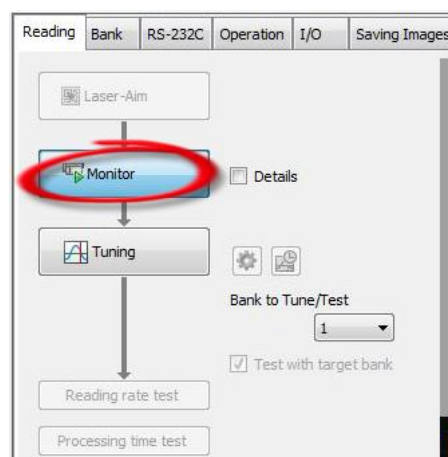 Reading Bank RS-232C Operation I/O Saving Images
Laser-Aim
Monitor Details
Tuning
Bank to Tune/Test
1
Test with target bank
Reading rate test
Processing time test